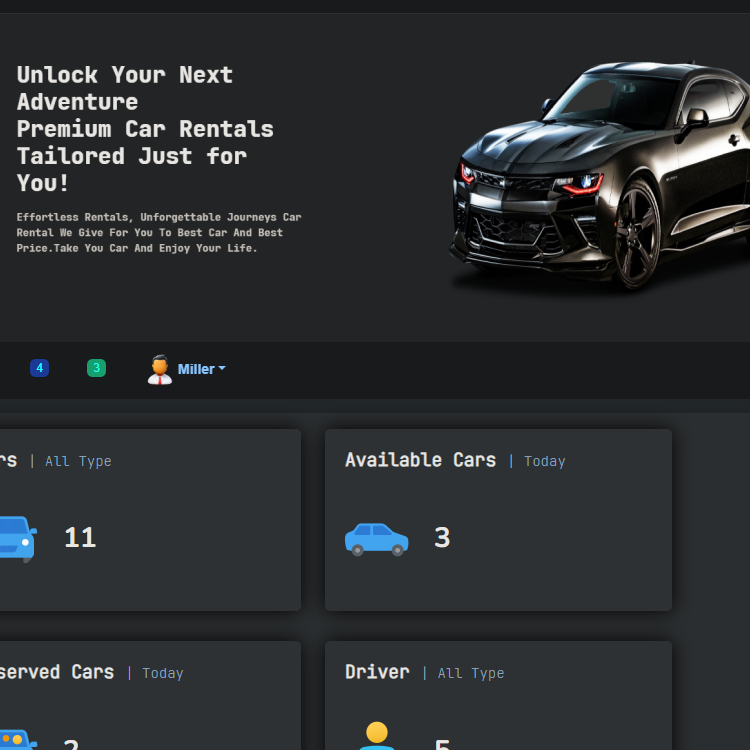 Unlock Your Next
Adventure
Premium Car Rentals
Tailored Just for
You!
Effortless Rentals, Unforgettable Journeys Car
Rental We Give For You To Best Car And Best
Price.Take You Car And Enjoy Your Life.
4 3 Miller
rs | All Type
11
Available Cars | Today
3
served Cars | Today
2
Driver | All Type
5